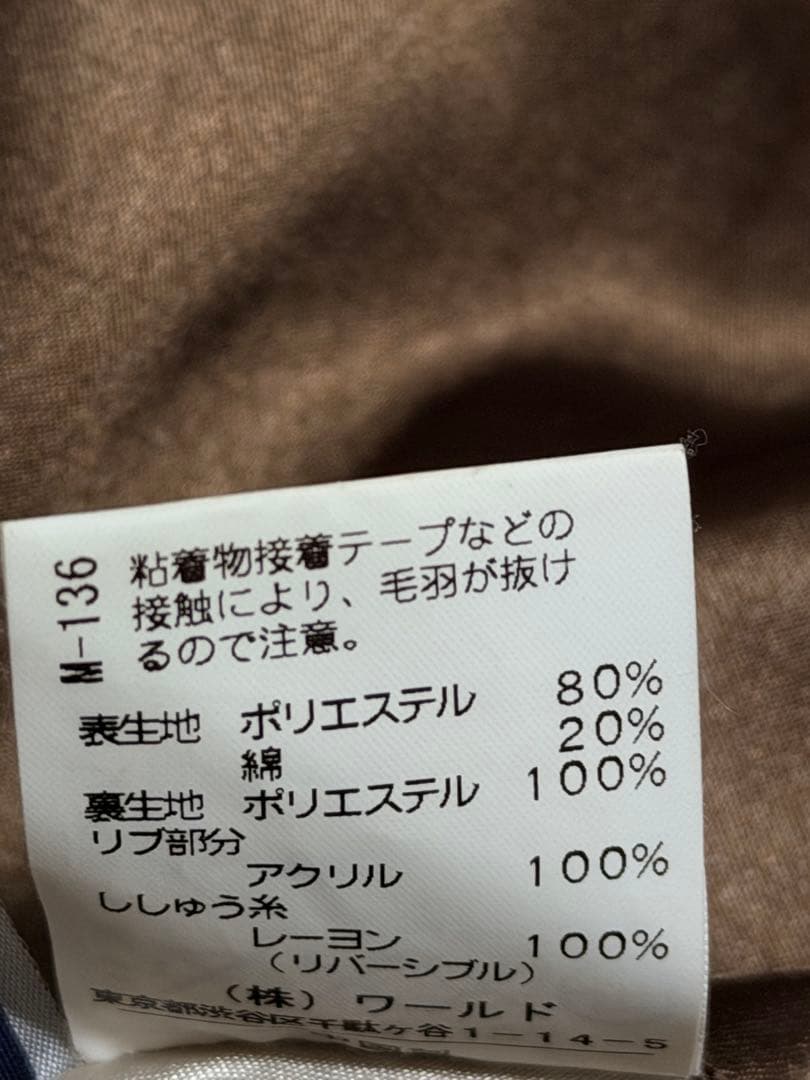 M-136
粘着物接着テープなどの
接触により、毛羽が抜け
るので注意。
表生地 ポリエステル 80%
綿 20%
裏生地 ポリエステル 100%
リブ部分
アクリル 100%
ししゅう糸
レーヨン 100%
(リバーシブル)
(株) ワールド
東京都渋谷区千駄ヶ谷1-14-5